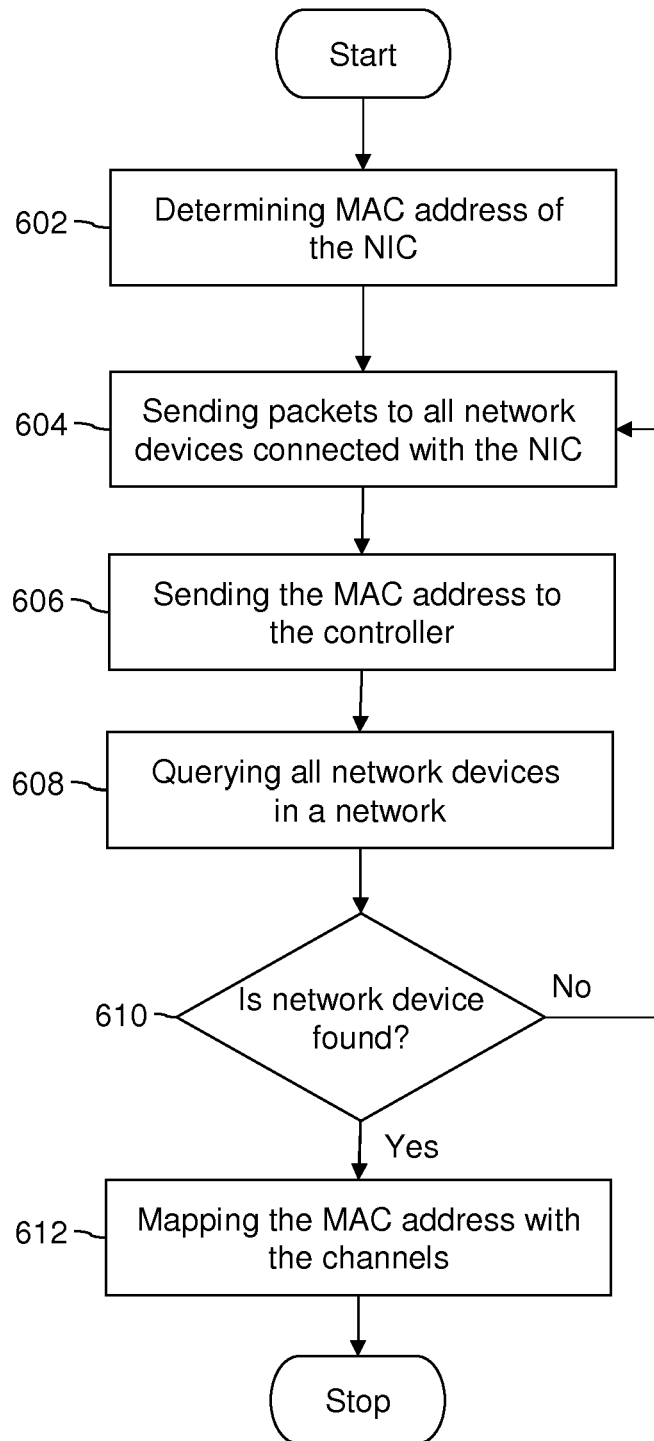 Start
602
Determining MAC address of
the NIC
604
Sending packets to all network
devices connected with the NIC
606
Sending the MAC address to
the controller
608
Querying all network devices
in a network
610
Is network device
found?
No
Yes
612
Mapping the MAC address with
the channels
Stop